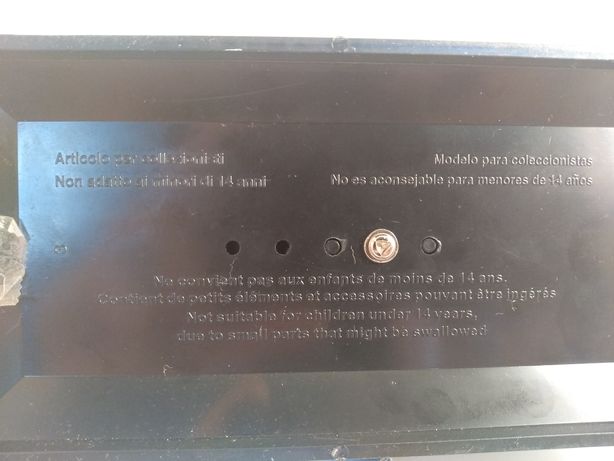 Articolo per collezionisti
Non adatto ai minori di 14 anni
Modelo para coleccionistas
No es aconsejable para menores de 14 años
Ne convient pas aux enfants de moins de 14 ans.
Contient de petits éléments et accessoires pouvant être ingérés
Not suitable for children under 14 years,
due to small parts that might be swallowed